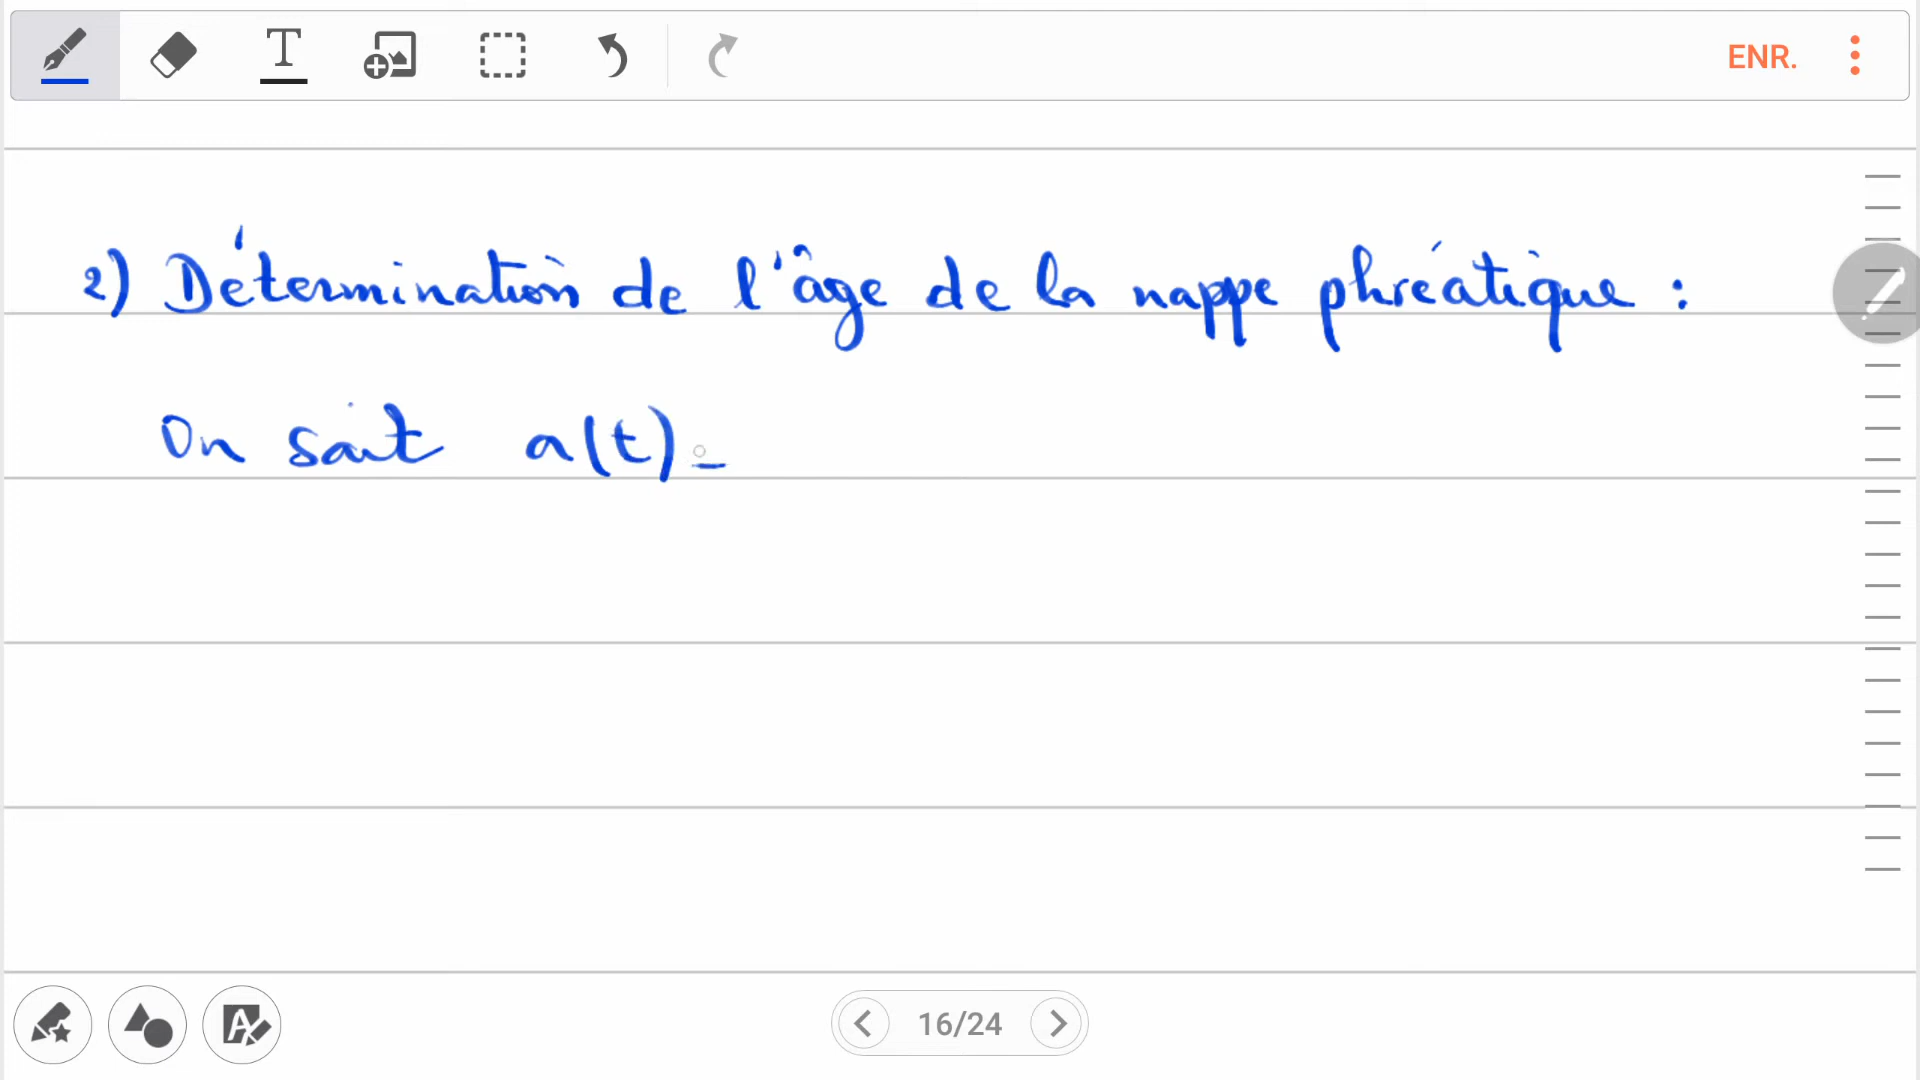 T ENR.
2) Détermination de l'âge de la nappe phréatique :
On sait a(t) =
16/24